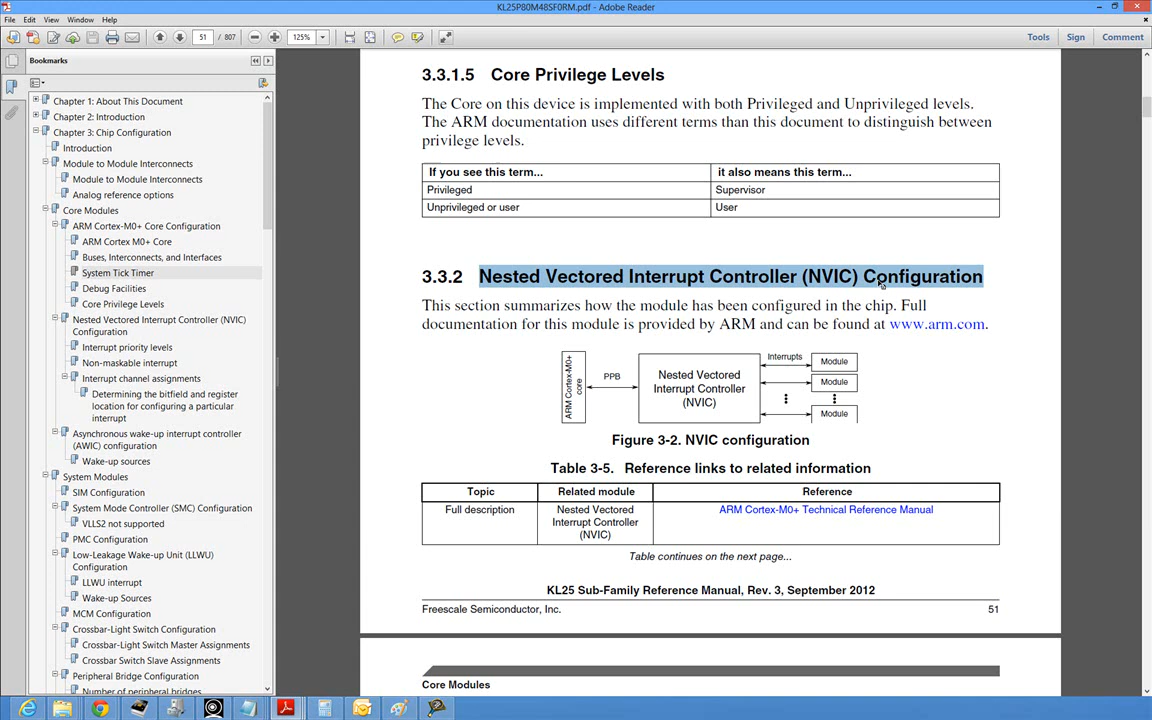 KL25P80M48SF0RM.pdf - Adobe Reader
File Edit View Window Help
51 / 807 125% Tools Sign Comment
Bookmarks
Chapter 1: About This Document
Chapter 2: Introduction
Chapter 3: Chip Configuration
Introduction
Module to Module Interconnects
Module to Module Interconnects
Analog reference options
Core Modules
ARM Cortex-M0+ Core Configuration
ARM Cortex M0+ Core
Buses, Interconnects, and Interfaces
System Tick Timer
Debug Facilities
Core Privilege Levels
Nested Vectored Interrupt Controller (NVIC)
Configuration
Interrupt priority levels
Non-maskable interrupt
Interrupt channel assignments
Determining the bitfield and register
location for configuring a particular
interrupt
Asynchronous wake-up interrupt controller
(AWIC) configuration
Wake-up sources
System Modules
SIM Configuration
System Mode Controller (SMC) Configuration
VLLS2 not supported
PMC Configuration
Low-Leakage Wake-up Unit (LLWU)
Configuration
LLWU interrupt
Wake-up Sources
MCM Configuration
Crossbar-Light Switch Configuration
Crossbar-Light Switch Master Assignments
Crossbar Switch Slave Assignments
Peripheral Bridge Configuration
Number of peripheral bridges
3.3.1.5 Core Privilege Levels
The Core on this device is implemented with both Privileged and Unprivileged levels.
The ARM documentation uses different terms than this document to distinguish between
privilege levels.
If you see this term... it also means this term...
Privileged Supervisor
Unprivileged or user User
3.3.2 Nested Vectored Interrupt Controller (NVIC) Configuration
This section summarizes how the module has been configured in the chip. Full
documentation for this module is provided by ARM and can be found at www.arm.com.
ARM Cortex-M0+
core
PPB
Nested Vectored
Interrupt Controller
(NVIC)
Interrupts
Module
Module
Module
Figure 3-2. NVIC configuration
Table 3-5. Reference links to related information
Topic Related module Reference
Full description Nested Vectored ARM Cortex-M0+ Technical Reference Manual
Interrupt Controller
(NVIC)
Table continues on the next page...
KL25 Sub-Family Reference Manual, Rev. 3, September 2012
Freescale Semiconductor, Inc. 51
Core Modules